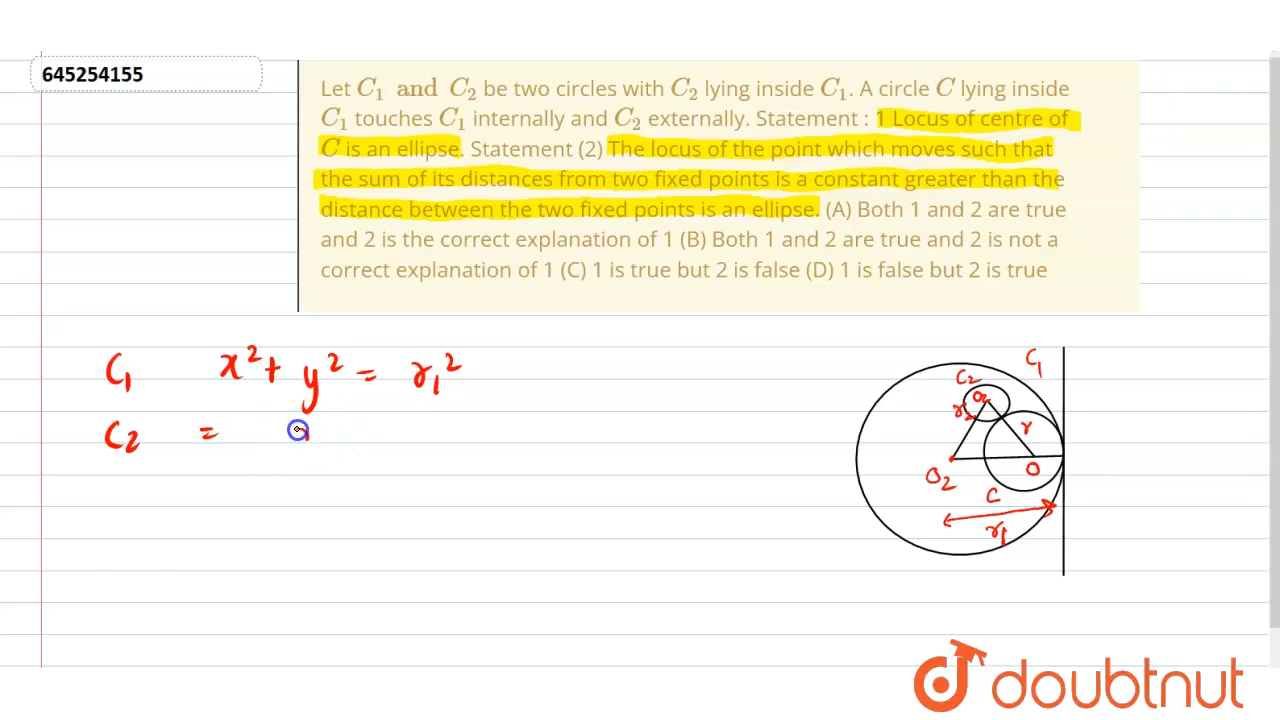 645254155
Let C₁ and C₂ be two circles with C₂ lying inside C₁. A circle C lying inside
C₁ touches C₁ internally and C₂ externally. Statement : 1 Locus of centre of
C is an ellipse. Statement (2) The locus of the point which moves such that
the sum of its distances from two fixed points is a constant greater than the
distance between the two fixed points is an ellipse. (A) Both 1 and 2 are true
and 2 is the correct explanation of 1 (B) Both 1 and 2 are true and 2 is not a
correct explanation of 1 (C) 1 is true but 2 is false (D) 1 is false but 2 is true
C₁ x² + y² = r₁²
C₂ =
C₁
C₂
r₂
r
O
O₂
C
r₁
doubtnut